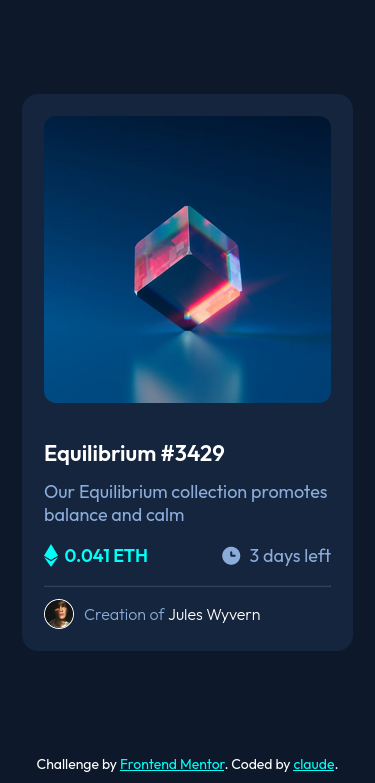 Equilibrium #3429
Our Equilibrium collection promotes
balance and calm
0.041 ETH
3 days left
Creation of Jules Wyvern
Challenge by Frontend Mentor. Coded by claude.